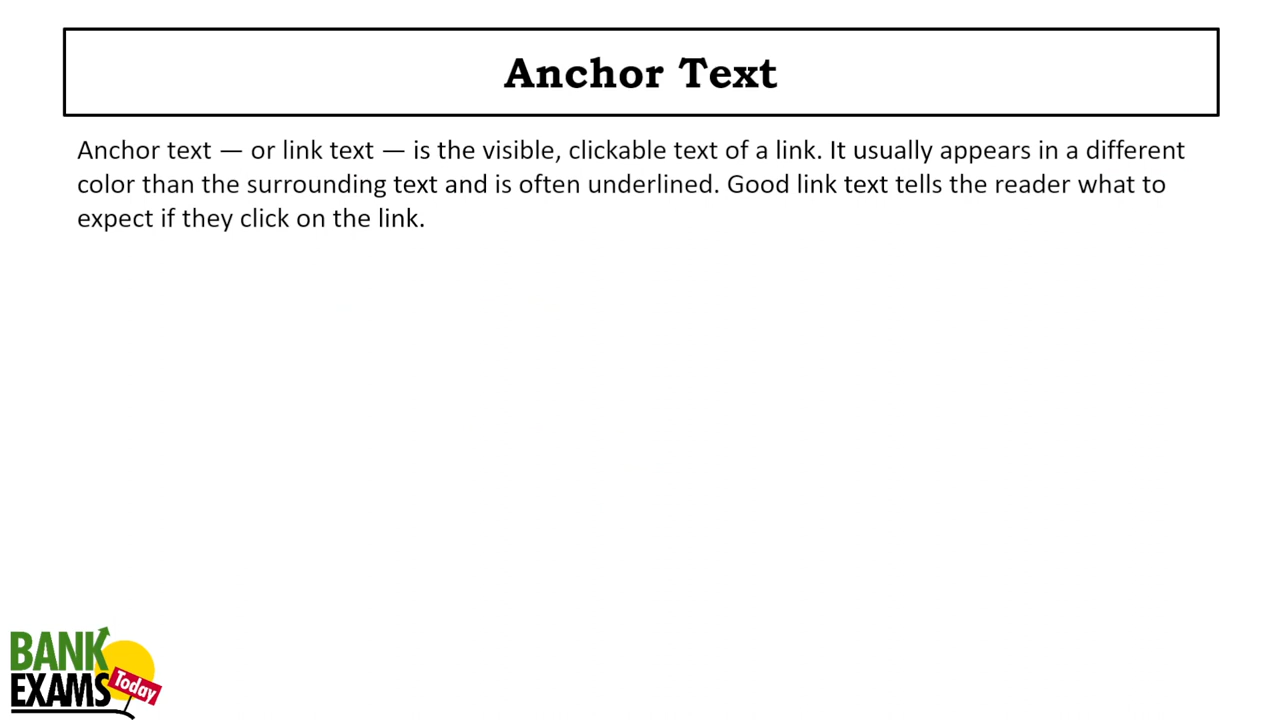 Anchor Text
Anchor text — or link text — is the visible, clickable text of a link. It usually appears in a different
color than the surrounding text and is often underlined. Good link text tells the reader what to
expect if they click on the link.
BANK
EXAMS
Today